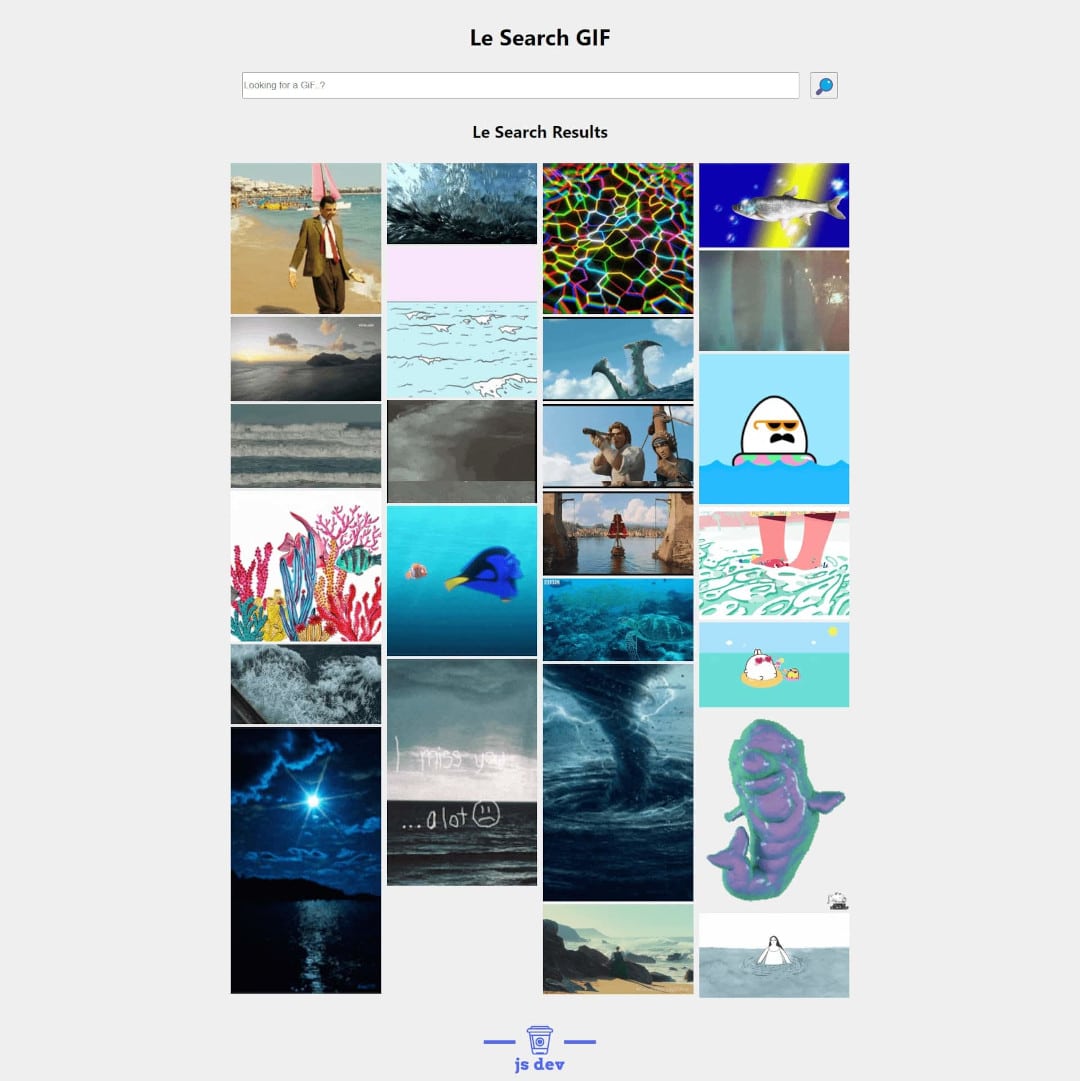 Le Search GIF
Looking for a GiF..?
Le Search Results
I miss you
...a lot
js dev